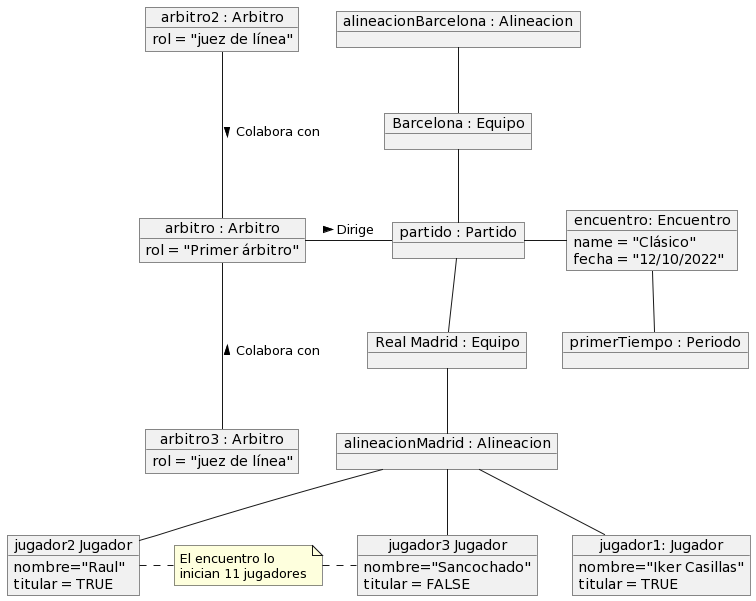 arbitro2 : Arbitro
rol = "juez de línea"
alineacionBarcelona : Alineacion
Colabora con
Barcelona : Equipo
arbitro : Arbitro
rol = "Primer árbitro"
Dirige
partido : Partido
encuentro: Encuentro
name = "Clásico"
fecha = "12/10/2022"
Colabora con
Real Madrid : Equipo
primerTiempo : Periodo
arbitro3 : Arbitro
rol = "juez de línea"
alineacionMadrid : Alineacion
jugador2 Jugador
nombre="Raul"
titular = TRUE
El encuentro lo
inician 11 jugadores
jugador3 Jugador
nombre="Sancochado"
titular = FALSE
jugador1: Jugador
nombre="Iker Casillas"
titular = TRUE